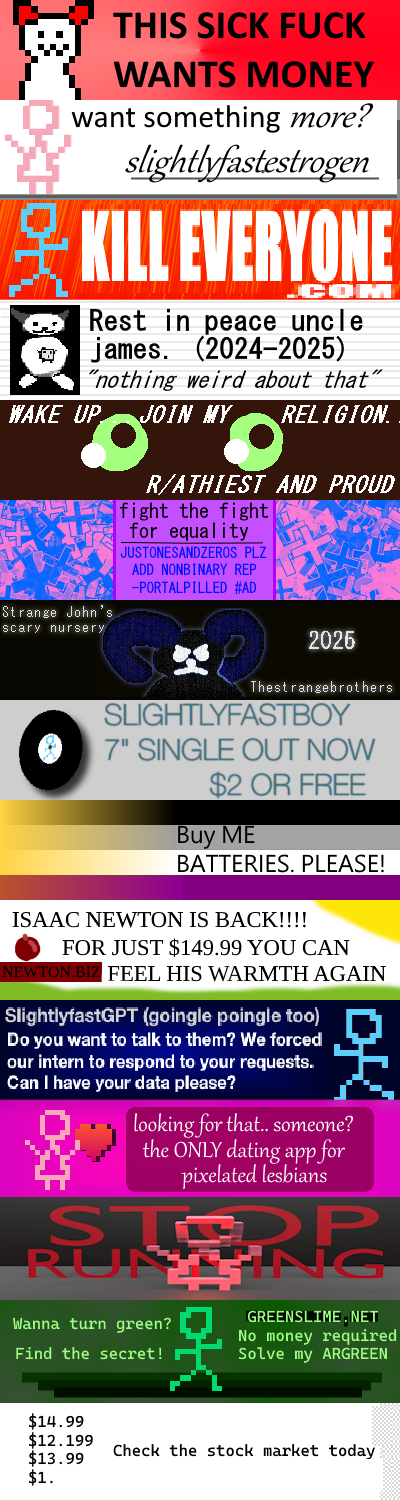 THIS SICK FUCK
WANTS MONEY
want something more?
slightlyfastestrogen
KILL EVERYONE
.COM
Rest in peace uncle
james. (2024-2025)
"nothing weird about that"
WAKE UP JOIN MY RELIGION.
R/ATHIEST AND PROUD
fight the fight
for equality
JUSTONESANDZEROS PLZ
ADD NONBINARY REP
-PORTALPILLED #AD
Strange John's
scary nursery
2025
Thestrangebrothers
SLIGHTLYFASTBOY
7" SINGLE OUT NOW
$2 OR FREE
Buy ME
BATTERIES. PLEASE!
ISAAC NEWTON IS BACK!!!!
FOR JUST $149.99 YOU CAN
NEWTON.BIZ FEEL HIS WARMTH AGAIN
SlightlyfastGPT (goingle poingle too)
Do you want to talk to them? We forced
our intern to respond to your requests.
Can I have your data please?
looking for that.. someone?
the ONLY dating app for
pixelated lesbians
STOP
RUNNING
Wanna turn green?
Find the secret!
GREENSLIME.NET
No money required
Solve my ARGREEN
$14.99
$12.199
$13.99
$1.
Check the stock market today